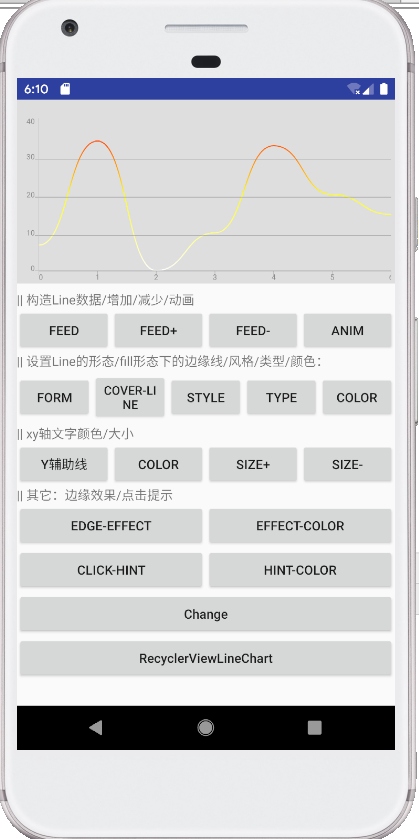 6:10
40
30
20
10
0
0 1 2 3 4 5
|| 构造Line数据/增加/减少/动画
FEED FEED+ FEED- ANIM
|| 设置Line的形态/fill形态下的边缘线/风格/类型/颜色：
FORM COVER-LI
NE STYLE TYPE COLOR
|| xy轴文字颜色/大小
Y辅助线 COLOR SIZE+ SIZE-
|| 其它：边缘效果/点击提示
EDGE-EFFECT EFFECT-COLOR
CLICK-HINT HINT-COLOR
Change
RecyclerViewLineChart